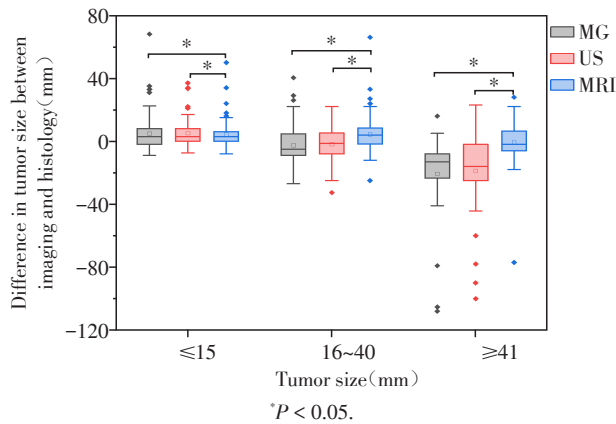 Difference in tumor size between
imaging and histology(mm)
80
40
0
−40
−80
−120
* * * * * *
MG
US
MRI
≤15 16~40 ≥41
Tumor size(mm)
*P < 0.05.